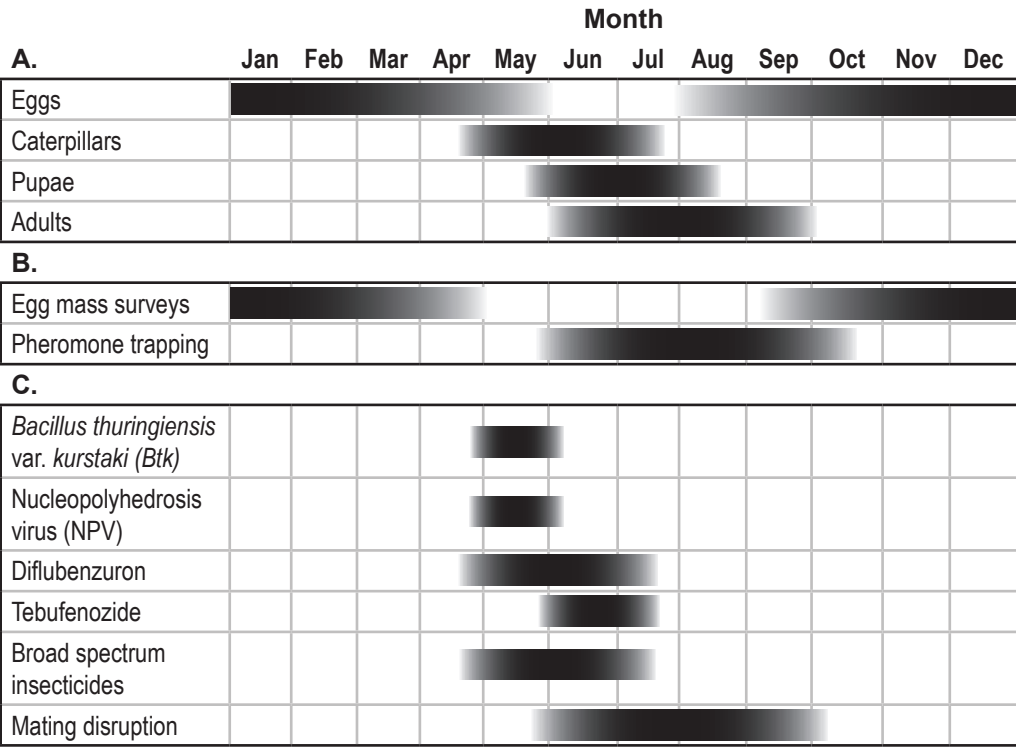 Month
A. Jan Feb Mar Apr May Jun Jul Aug Sep Oct Nov Dec
Eggs
Caterpillars
Pupae
Adults
B.
Egg mass surveys
Pheromone trapping
C.
Bacillus thuringiensis
var. kurstaki (Btk)
Nucleopolyhedrosis
virus (NPV)
Diflubenzuron
Tebufenozide
Broad spectrum
insecticides
Mating disruption